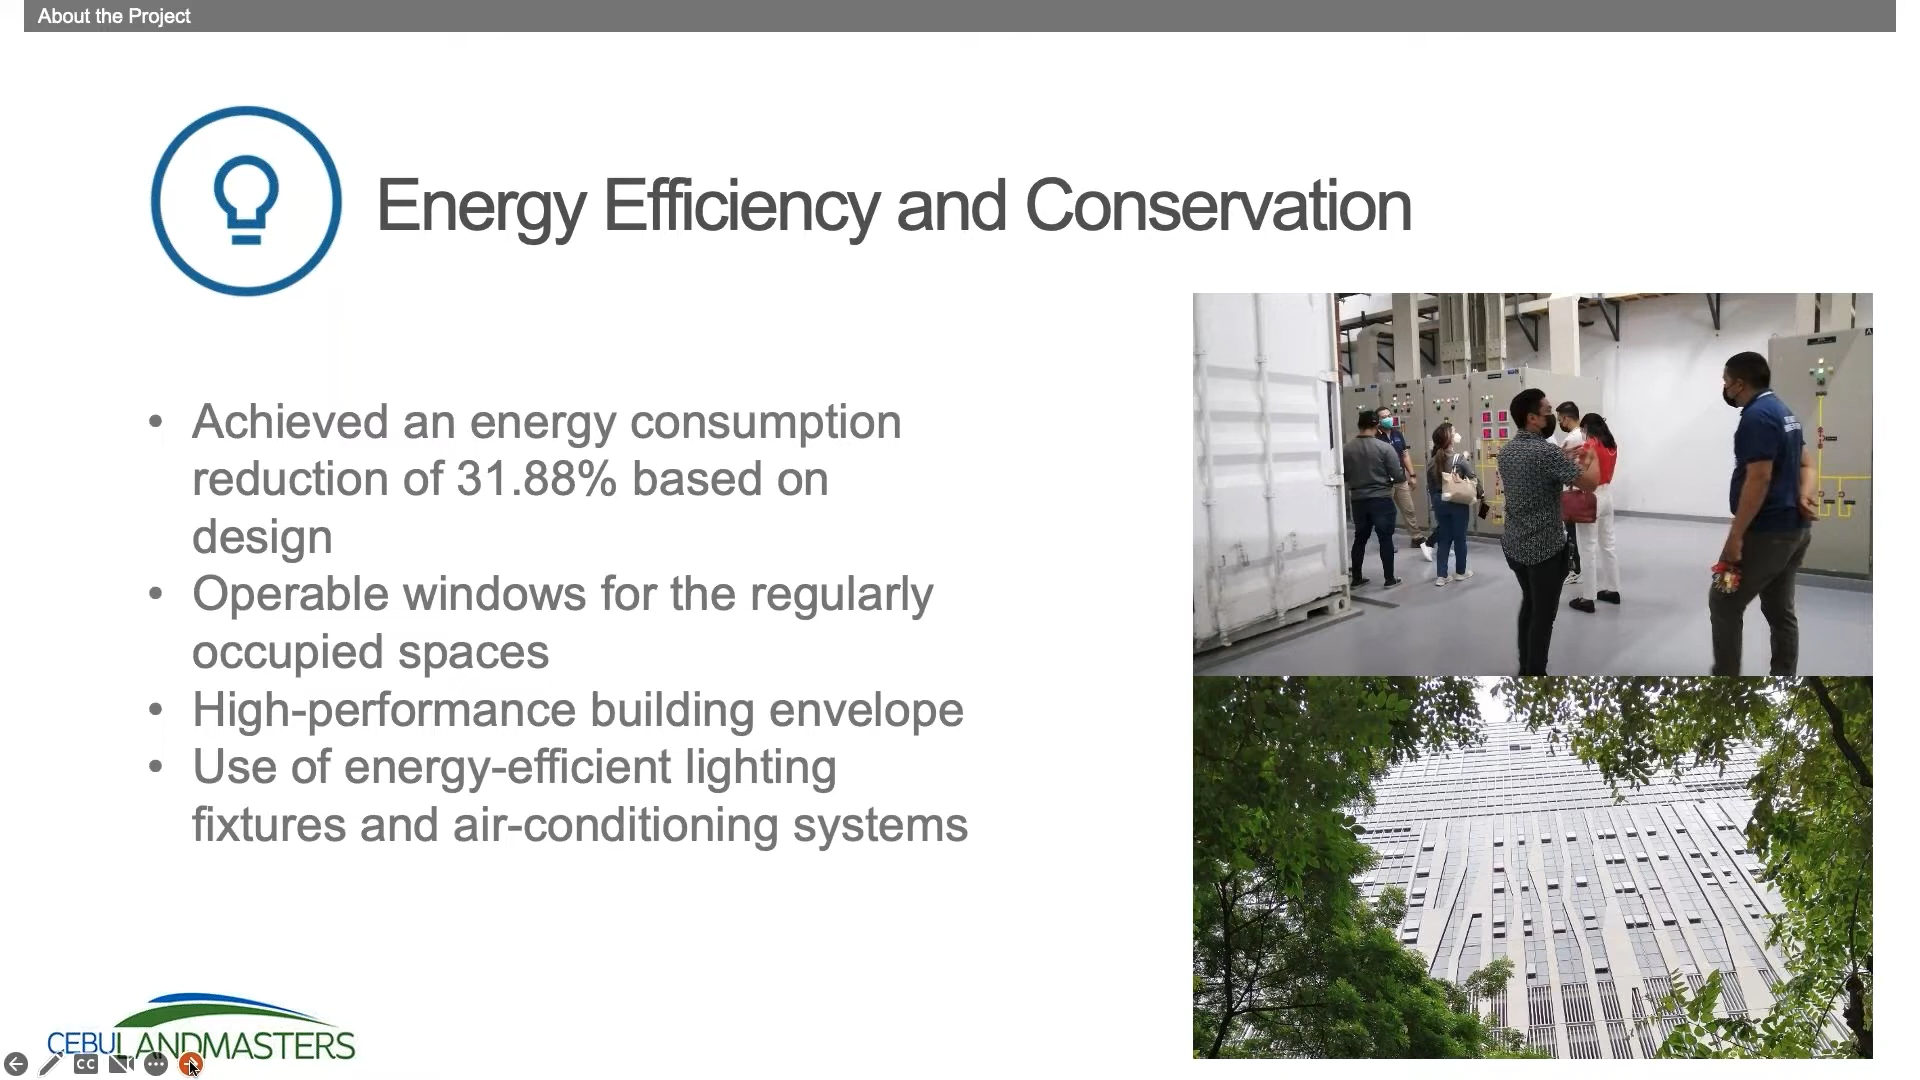 About the Project
Energy Efficiency and Conservation
• Achieved an energy consumption
reduction of 31.88% based on
design
• Operable windows for the regularly
occupied spaces
• High-performance building envelope
• Use of energy-efficient lighting
fixtures and air-conditioning systems
CEBULANDMASTERS
CC